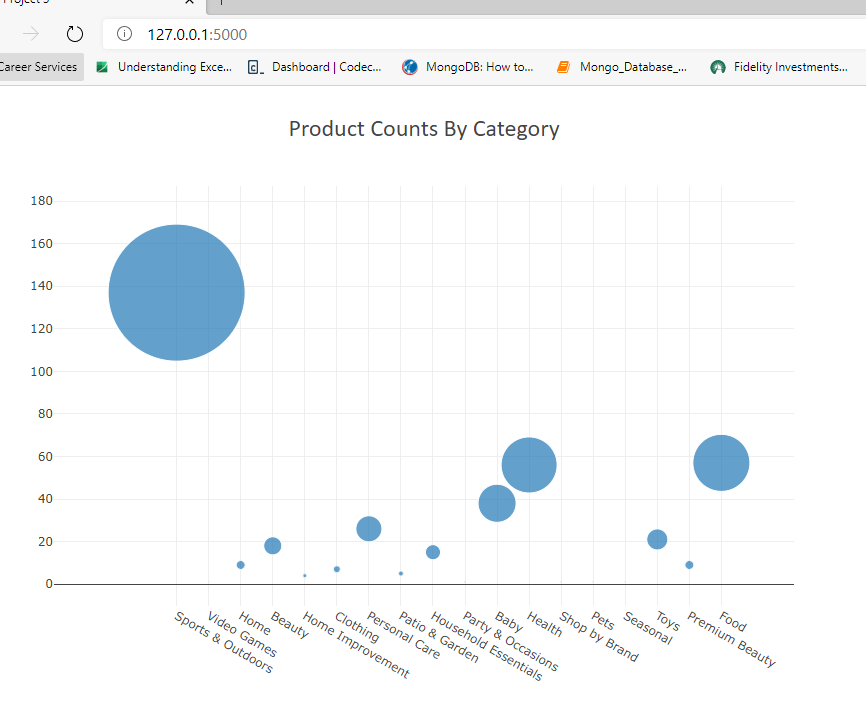 127.0.0.1:5000
Career Services
Understanding Exce...
Dashboard | Codec...
MongoDB: How to...
Mongo_Database_...
Fidelity Investments...
Product Counts By Category
180
160
140
120
100
80
60
40
20
0
Sports & Outdoors
Video Games
Home
Beauty
Home Improvement
Clothing
Personal Care
Patio & Garden
Household Essentials
Party & Occasions
Baby
Health
Shop by Brand
Pets
Seasonal
Toys
Premium Beauty
Food